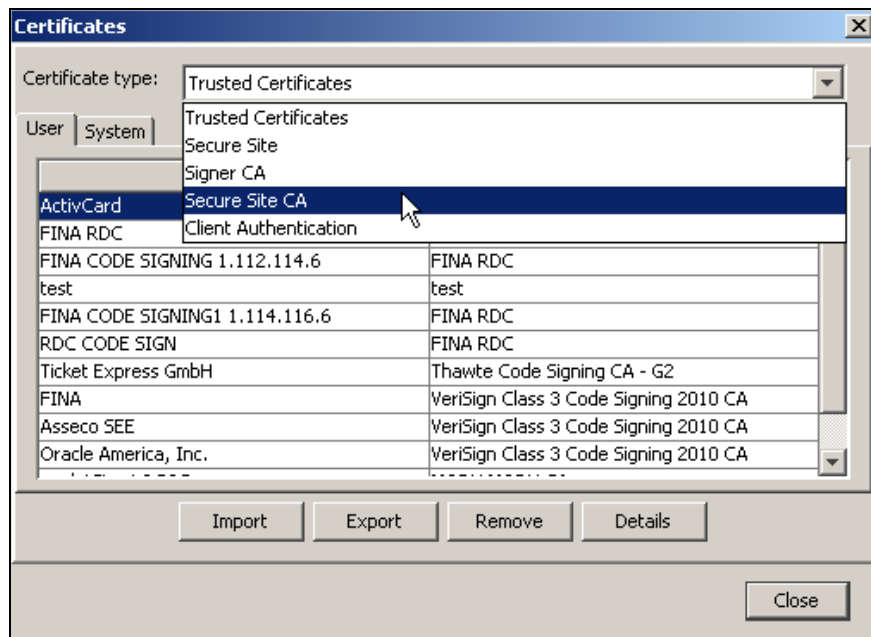 Certificates
Certificate type: Trusted Certificates
Trusted Certificates
Secure Site
Signer CA
Secure Site CA
Client Authentication
User System
ActivCard
FINA RDC
FINA CODE SIGNING 1.112.114.6 FINA RDC
test test
FINA CODE SIGNING1 1.114.116.6 FINA RDC
RDC CODE SIGN FINA RDC
Ticket Express GmbH Thawte Code Signing CA - G2
FINA VeriSign Class 3 Code Signing 2010 CA
Asseco SEE VeriSign Class 3 Code Signing 2010 CA
Oracle America, Inc. VeriSign Class 3 Code Signing 2010 CA
Import Export Remove Details
Close